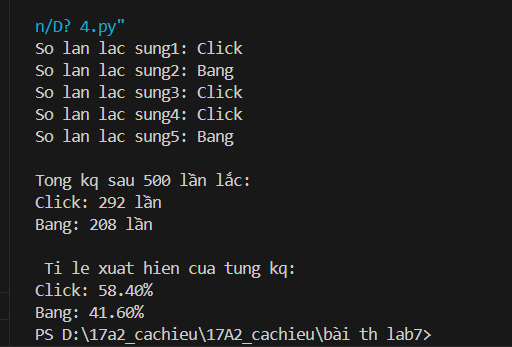 n/D? 4.py"
So lan lac sung1: Click
So lan lac sung2: Bang
So lan lac sung3: Click
So lan lac sung4: Click
So lan lac sung5: Bang
Tong kq sau 500 lần lắc:
Click: 292 lần
Bang: 208 lần
Ti le xuat hien cua tung kq:
Click: 58.40%
Bang: 41.60%
PS D:\17a2_cachieu\17A2_cachieu\bài th lab7>